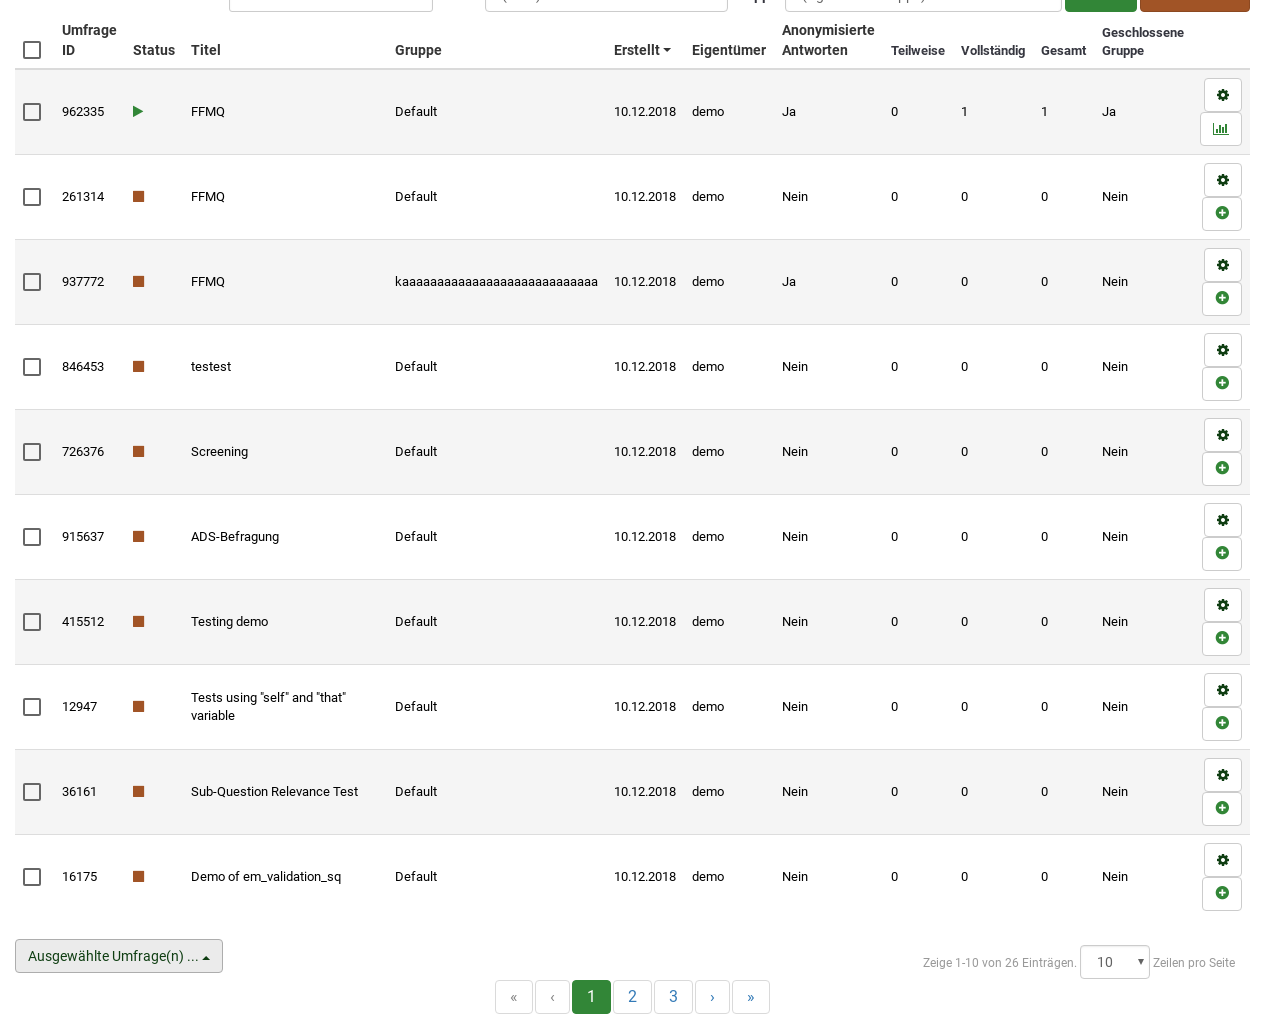 Umfrage ID Status Titel Gruppe Erstellt Eigentümer Anonymisierte Antworten Teilweise Vollständig Gesamt Geschlossene Gruppe
962335 FFMQ Default 10.12.2018 demo Ja 0 1 1 Ja
261314 FFMQ Default 10.12.2018 demo Nein 0 0 0 Nein
937772 FFMQ kaaaaaaaaaaaaaaaaaaaaaaaaaaaa 10.12.2018 demo Ja 0 0 0 Nein
846453 testest Default 10.12.2018 demo Nein 0 0 0 Nein
726376 Screening Default 10.12.2018 demo Nein 0 0 0 Nein
915637 ADS-Befragung Default 10.12.2018 demo Nein 0 0 0 Nein
415512 Testing demo Default 10.12.2018 demo Nein 0 0 0 Nein
12947 Tests using "self" and "that" variable Default 10.12.2018 demo Nein 0 0 0 Nein
36161 Sub-Question Relevance Test Default 10.12.2018 demo Nein 0 0 0 Nein
16175 Demo of em_validation_sq Default 10.12.2018 demo Nein 0 0 0 Nein
Ausgewählte Umfrage(n) ...
Zeige 1-10 von 26 Einträgen. 10 Zeilen pro Seite
« ‹ 1 2 3 › »